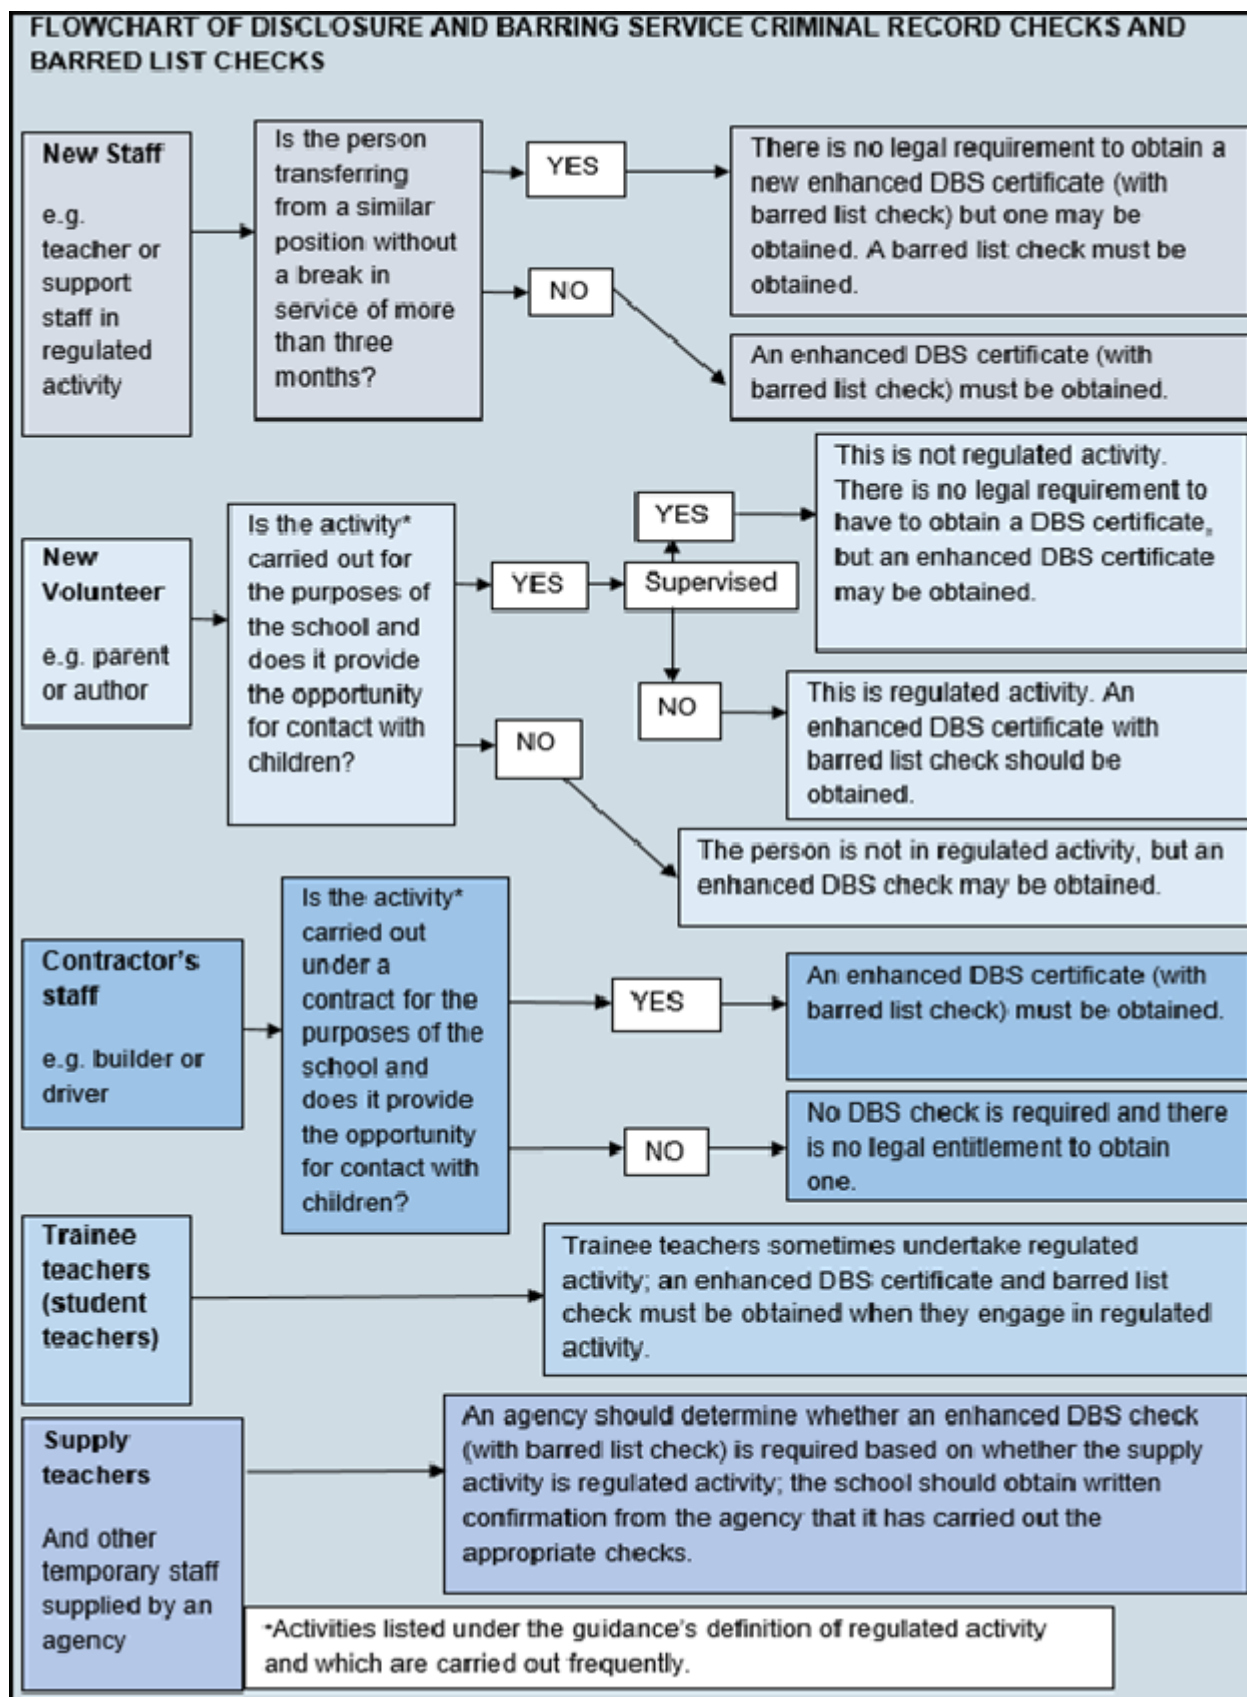 FLOWCHART OF DISCLOSURE AND BARRING SERVICE CRIMINAL RECORD CHECKS AND
BARRED LIST CHECKS
New Staff
e.g.
teacher or
support
staff in
regulated
activity
Is the person
transferring
from a similar
position without
a break in
service of more
than three
months?
YES
There is no legal requirement to obtain a
new enhanced DBS certificate (with
barred list check) but one may be
obtained. A barred list check must be
obtained.
NO
An enhanced DBS certificate (with
barred list check) must be obtained.
New
Volunteer
e.g. parent
or author
Is the activity*
carried out for
the purposes of
the school and
does it provide
the opportunity
for contact with
children?
YES
Supervised
YES
This is not regulated activity.
There is no legal requirement to
have to obtain a DBS certificate,
but an enhanced DBS certificate
may be obtained.
NO
This is regulated activity. An
enhanced DBS certificate with
barred list check should be
obtained.
NO
The person is not in regulated activity, but an
enhanced DBS check may be obtained.
Contractor's
staff
e.g. builder or
driver
Is the activity*
carried out
under a
contract for the
purposes of the
school and
does it provide
the opportunity
for contact with
children?
YES
An enhanced DBS certificate (with
barred list check) must be obtained.
NO
No DBS check is required and there
is no legal entitlement to obtain
one.
Trainee
teachers
(student
teachers)
Trainee teachers sometimes undertake regulated
activity; an enhanced DBS certificate and barred list
check must be obtained when they engage in regulated
activity.
Supply
teachers
And other
temporary staff
supplied by an
agency
An agency should determine whether an enhanced DBS check
(with barred list check) is required based on whether the supply
activity is regulated activity; the school should obtain written
confirmation from the agency that it has carried out the
appropriate checks.
*Activities listed under the guidance's definition of regulated activity
and which are carried out frequently.